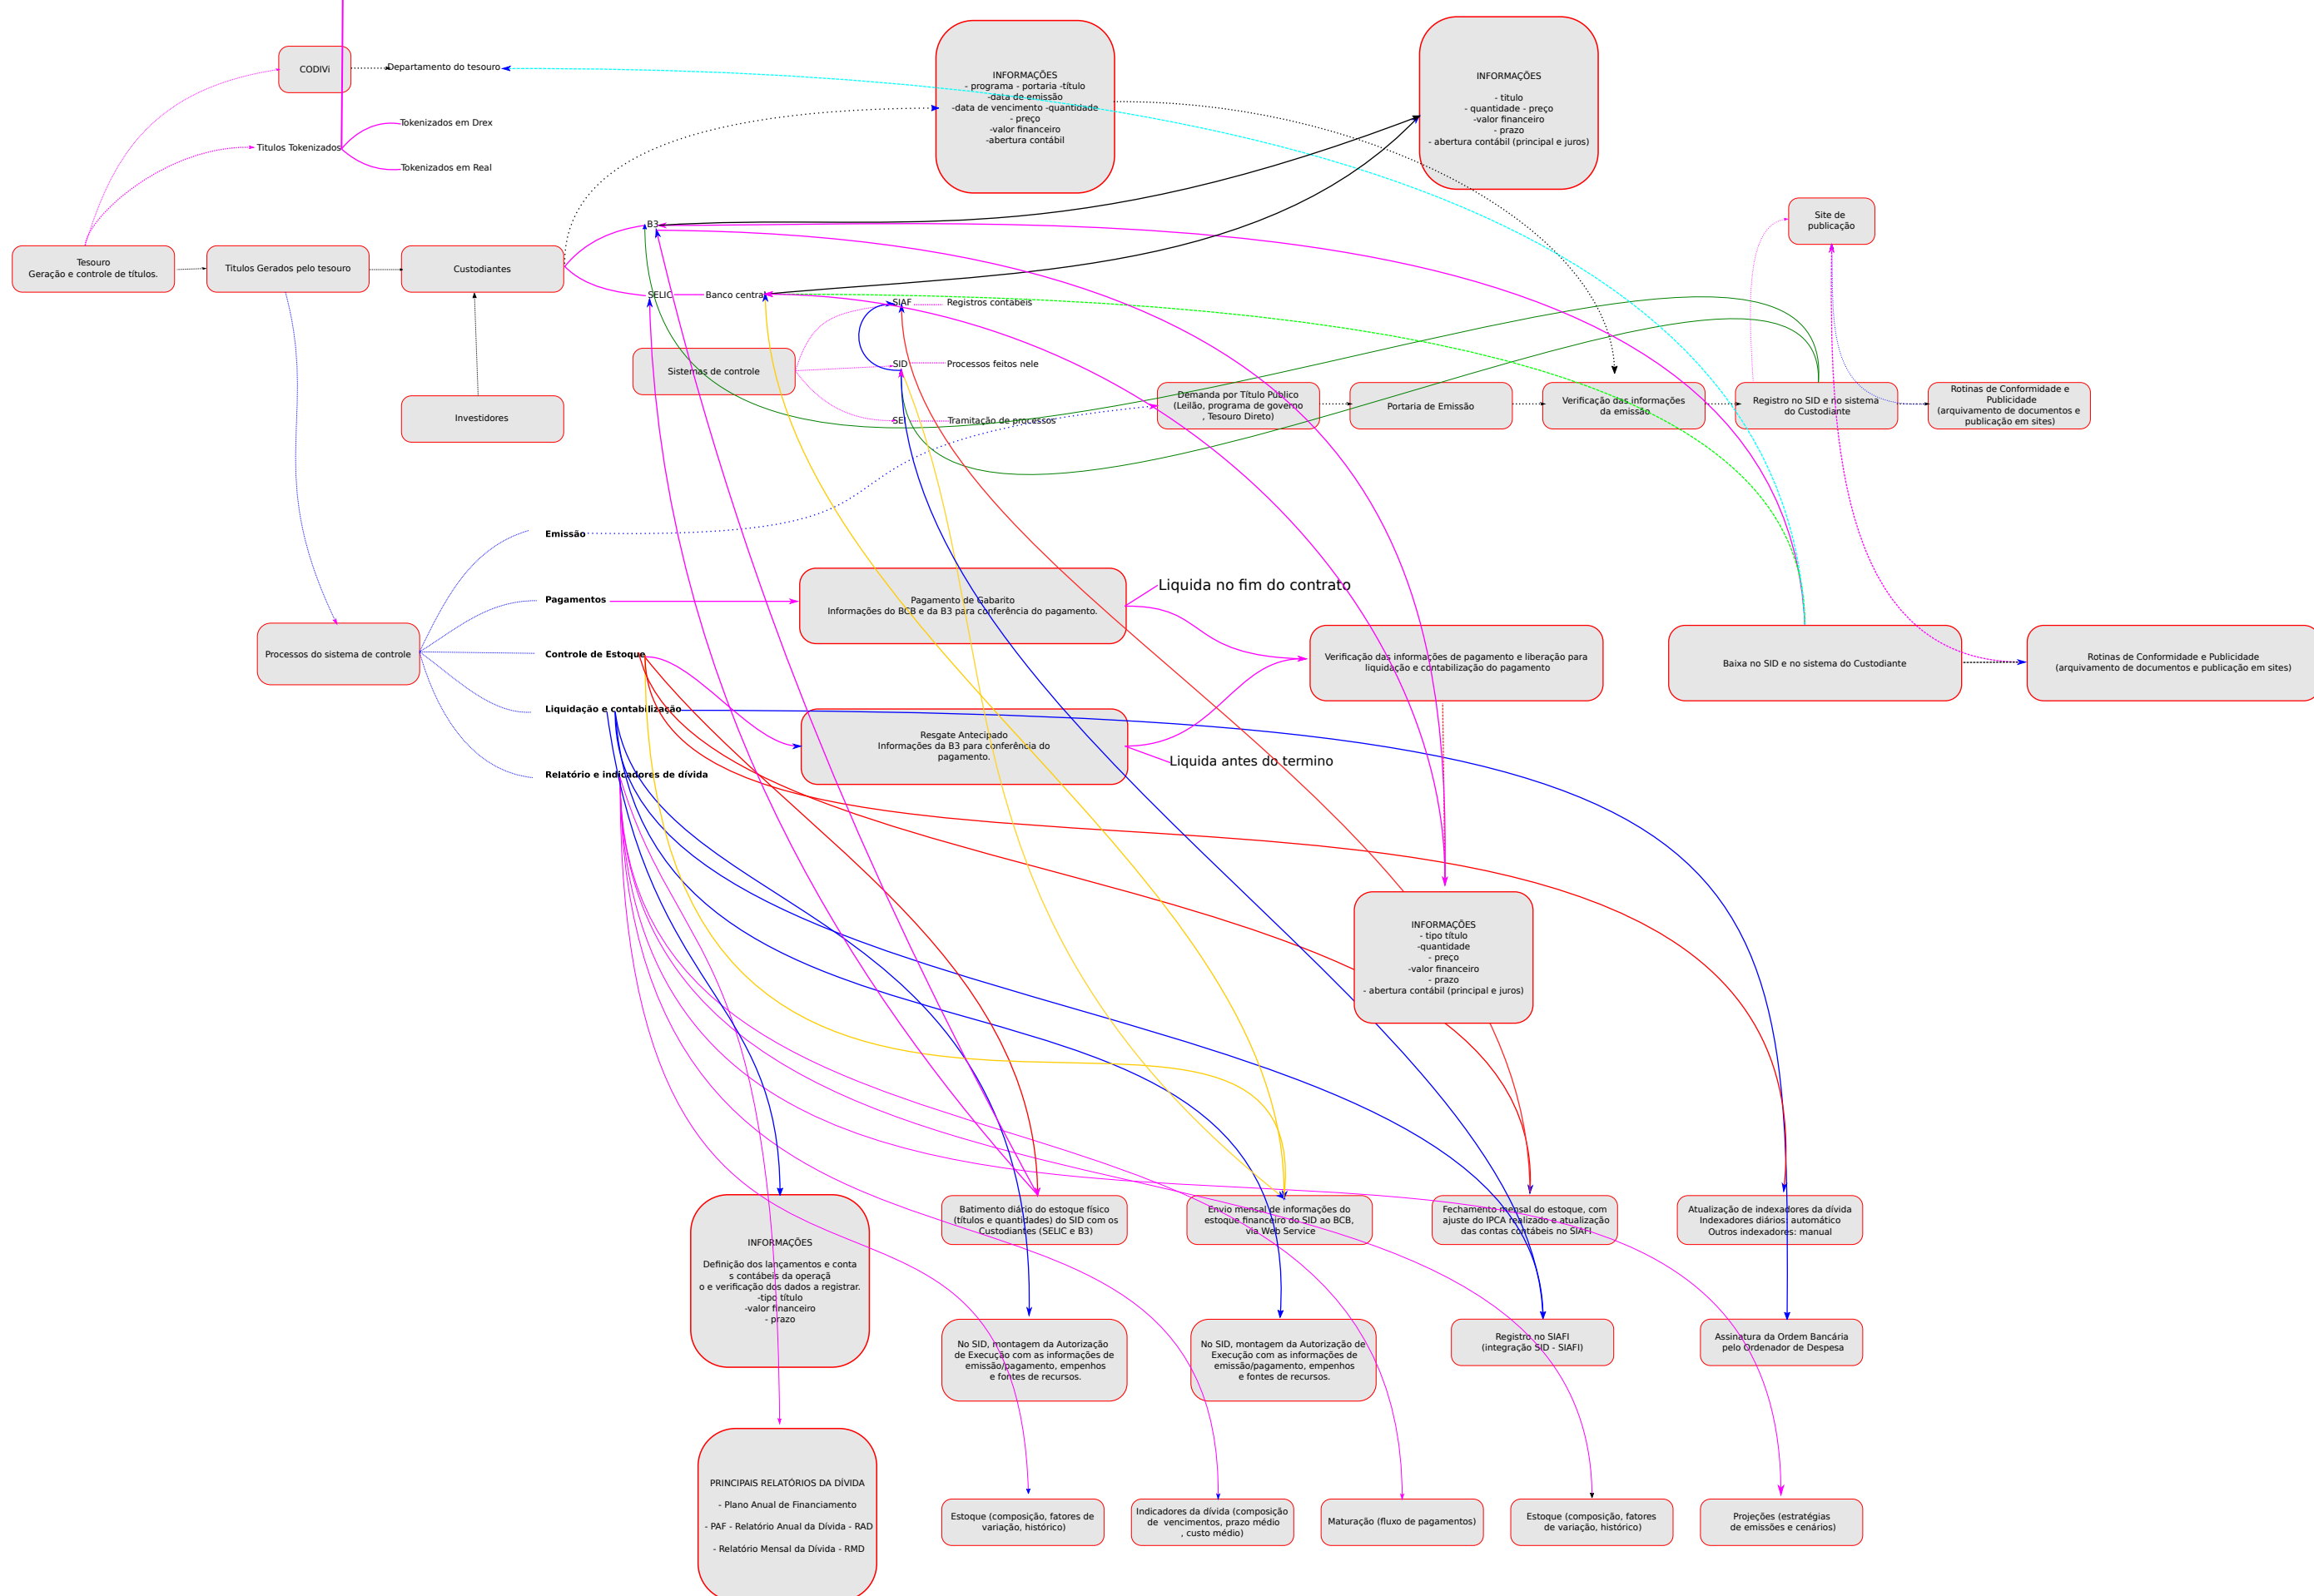 CODIVi
Departamento do tesouro
Tokenizados em Drex
Titulos Tokenizados
Tokenizados em Real
INFORMAÇÕES
- programa - portaria -título
-data de emissão
-data de vencimento -quantidade
- preço
-valor financeiro
-abertura contábil
INFORMAÇÕES
- titulo
- quantidade - preço
-valor financeiro
- prazo
- abertura contábil (principal e juros)
Tesouro
Geração e controle de títulos.
Titulos Gerados pelo tesouro
Custodiantes
Investidores
B3
SELIC
Banco central
Sistemas de controle
SIAF
Registros contabeis
SID
Processos feitos nele
SEI
Tramitação de processos
Site de
publicação
Demanda por Título Público
(Leilão, programa de governo
, Tesouro Direto)
Portaria de Emissão
Verificação das informações
da emissão
Registro no SID e no sistema
do Custodiante
Rotinas de Conformidade e
Publicidade
(arquivamento de documentos e
publicação em sites)
Processos do sistema de controle
Emissão
Pagamentos
Controle de Estoque
Liquidação e contabilização
Relatório e indicadores de dívida
Pagamento de Gabarito
Informações do BCB e da B3 para conferência do pagamento.
Liquida no fim do contrato
Resgate Antecipado
Informações da B3 para conferência do
pagamento.
Liquida antes do termino
Verificação das informações de pagamento e liberação para
liquidação e contabilização do pagamento
Baixa no SID e no sistema do Custodiante
Rotinas de Conformidade e Publicidade
(arquivamento de documentos e publicação em sites)
INFORMAÇÕES
- tipo título
-quantidade
- preço
-valor financeiro
- prazo
- abertura contábil (principal e juros)
INFORMAÇÕES
Definição dos lançamentos e conta
s contábeis da operaçã
o e verificação dos dados a registrar.
-tipo título
-valor financeiro
- prazo
Batimento diário do estoque físico
(títulos e quantidades) do SID com os
Custodiantes (SELIC e B3)
Envio mensal de informações do
estoque financeiro do SID ao BCB,
via Web Service
Fechamento mensal do estoque, com
ajuste do IPCA realizado e atualização
das contas contábeis no SIAFI
Atualização de indexadores da dívida
Indexadores diários: automático
Outros indexadores: manual
No SID, montagem da Autorização
de Execução com as informações de
emissão/pagamento, empenhos
e fontes de recursos.
No SID, montagem da Autorização de
Execução com as informações de
emissão/pagamento, empenhos
e fontes de recursos.
Registro no SIAFI
(integração SID - SIAFI)
Assinatura da Ordem Bancária
pelo Ordenador de Despesa
PRINCIPAIS RELATÓRIOS DA DÍVIDA
- Plano Anual de Financiamento
- PAF - Relatório Anual da Dívida - RAD
- Relatório Mensal da Dívida - RMD
Estoque (composição, fatores de
variação, histórico)
Indicadores da dívida (composição
de vencimentos, prazo médio
, custo médio)
Maturação (fluxo de pagamentos)
Estoque (composição, fatores
de variação, histórico)
Projeções (estratégias
de emissões e cenários)